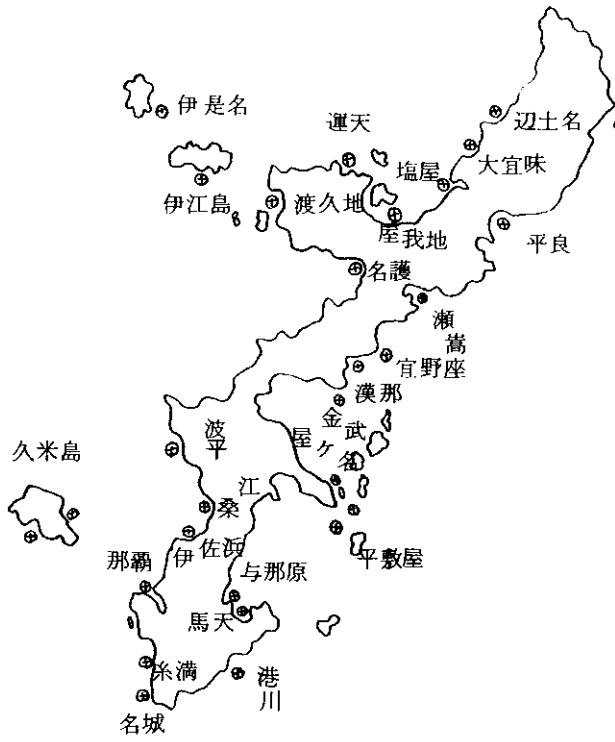 伊是名
運天
辺土名
塩屋
大宜味
伊江島
渡久地
屋我地
平良
名護
瀬嵩
宜野座
漢那
金武
屋ケ名
波平
久米島
江
桑
伊佐浜
平敷屋
那覇
与那原
馬天
糸満
港川
名城